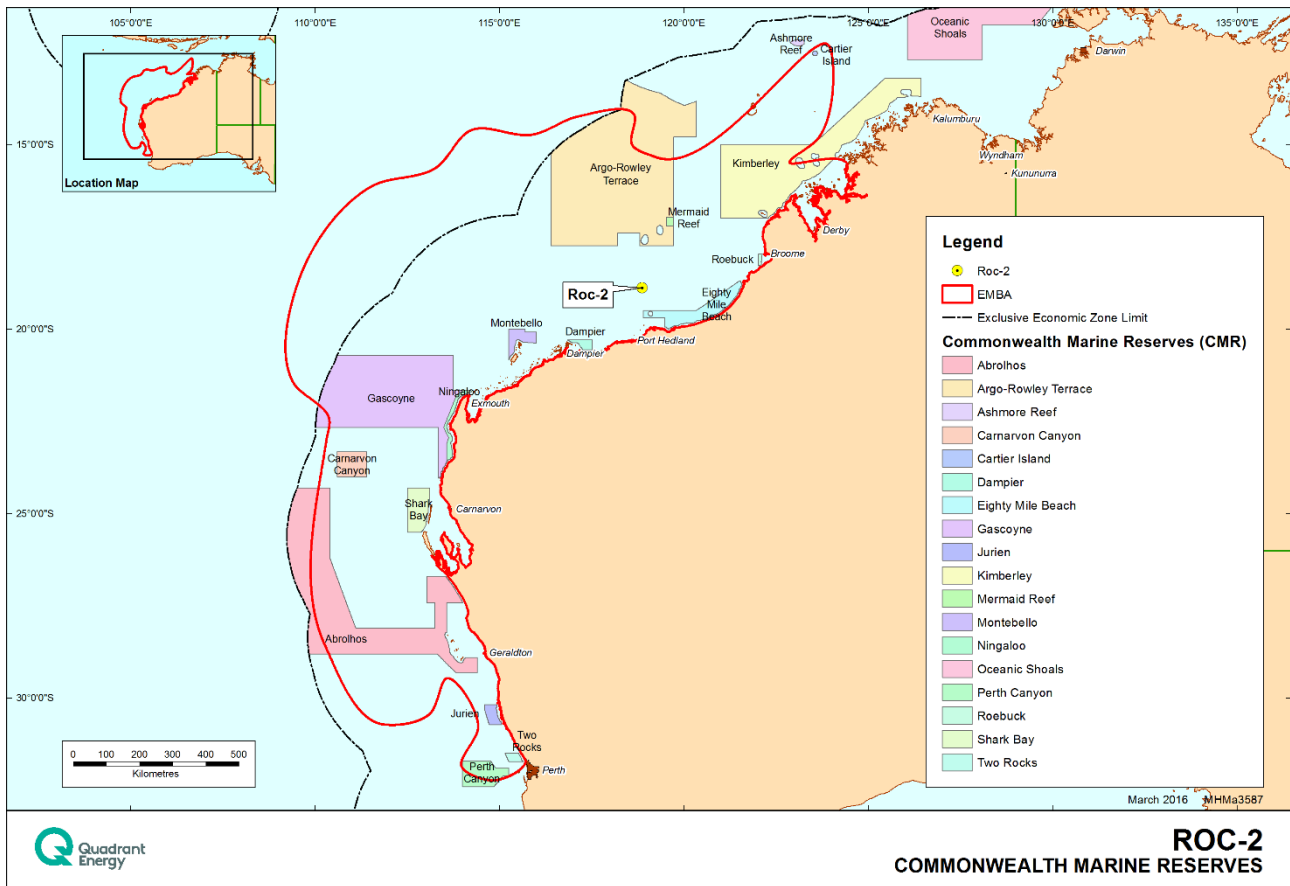 105°0'0"E
110°0'0"E
115°0'0"E
120°0'0"E
125°0'0"E
130°0'0"E
135°0'0"E
Oceanic
Shoals
Ashmore
Reef
Cartier
Island
Darwin
Location Map
15°0'0"S
Kalumburu
Wyndham
Kununurra
Kimberley
Argo-Rowley
Terrace
Mermaid
Reef
Derby
Broome
Roebuck
Roc-2
Eighty
Mile
Beach
20°0'0"S
Montebello
Dampier
Dampier
Port Hedland
Ningaloo
Exmouth
Gascoyne
Carnarvon
Canyon
Shark
Bay
Carnarvon
25°0'0"S
Abrolhos
Geraldton
30°0'0"S
Jurien
Two
Rocks
Perth
Canyon
Perth
0 100 200 300 400 500
Kilometres
Legend
Roc-2
EMBA
Exclusive Economic Zone Limit
Commonwealth Marine Reserves (CMR)
Abrolhos
Argo-Rowley Terrace
Ashmore Reef
Carnarvon Canyon
Cartier Island
Dampier
Eighty Mile Beach
Gascoyne
Jurien
Kimberley
Mermaid Reef
Montebello
Ningaloo
Oceanic Shoals
Perth Canyon
Roebuck
Shark Bay
Two Rocks
March 2016 MHMa3587
Quadrant
Energy
ROC-2
COMMONWEALTH MARINE RESERVES